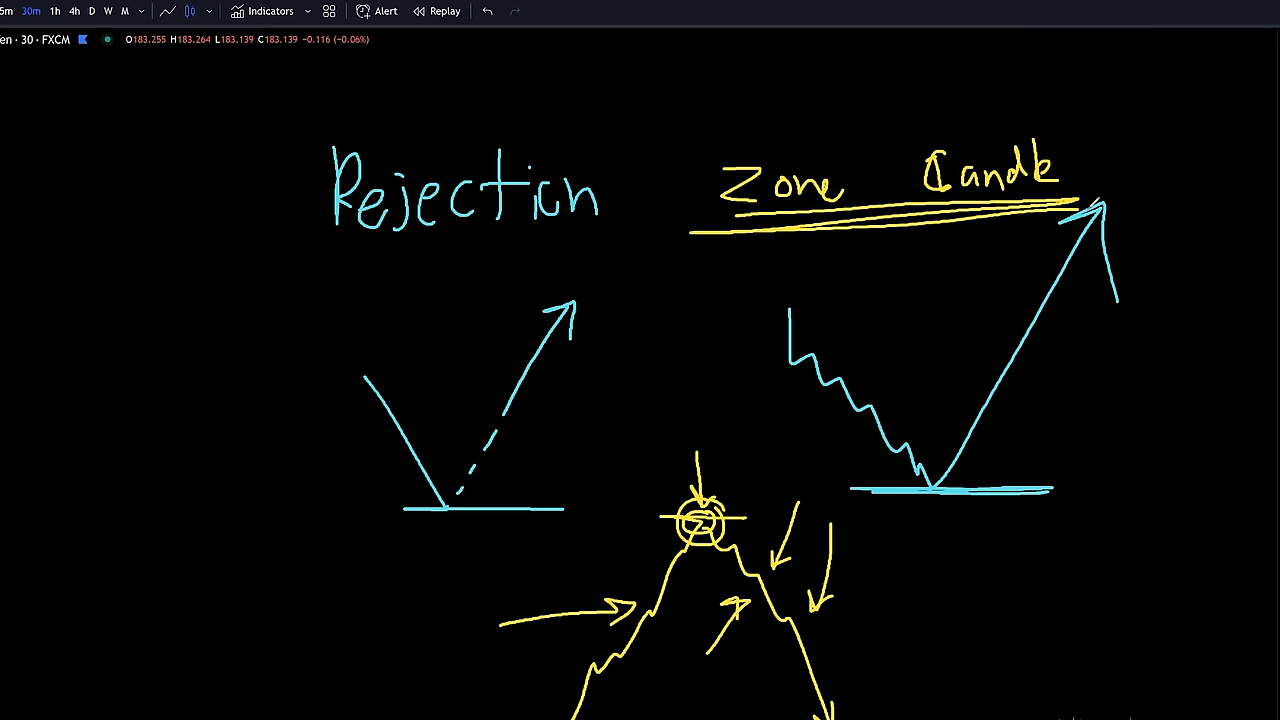 5m 30m 1h 4h D W M Indicators Alert Replay
en · 30 · FXCM O183.255 H183.264 L183.139 C183.139 −0.116 (−0.06%)
Rejection Zone Candle